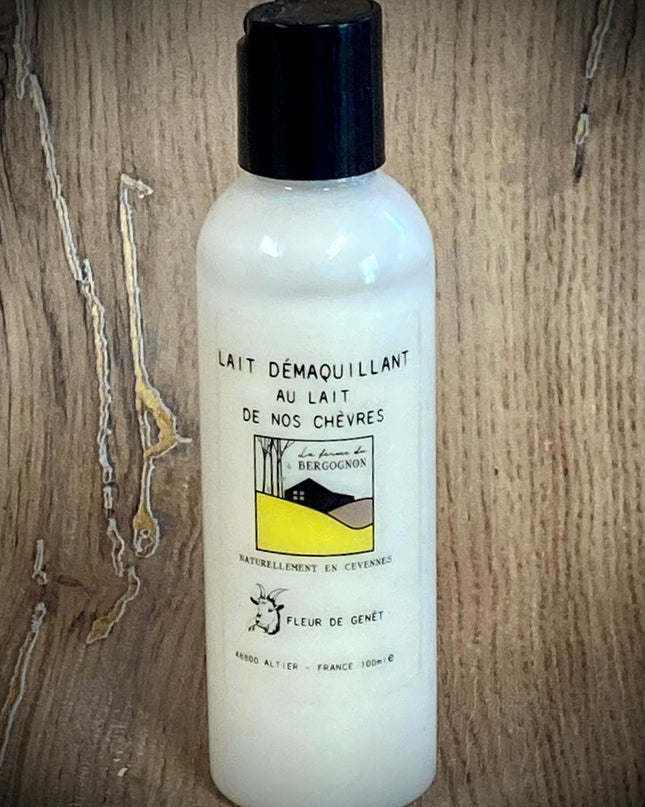 LAIT DÉMAQUILLANT
AU LAIT
DE NOS CHÈVRES
La ferme du
BERGOGNON
NATURELLEMENT EN CEVENNES
FLEUR DE GENÊT
48800 ALTIER - FRANCE 100ml ℮